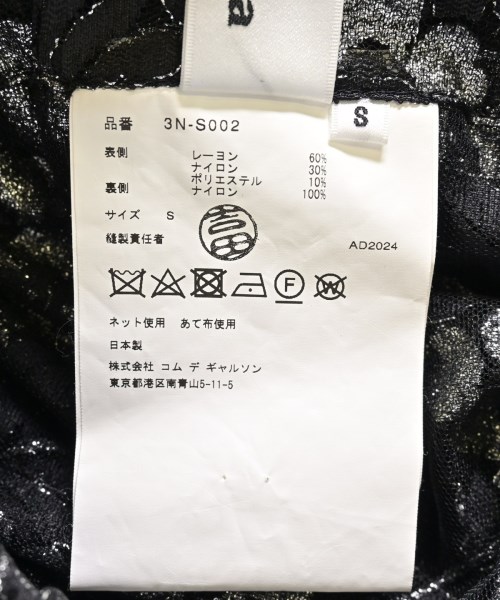 a
S
品番 3N-S002
表側 レーヨン 60%
ナイロン 30%
ポリエステル 10%
裏側 ナイロン 100%
サイズ S
縫製責任者 吉田
AD2024
F W
ネット使用 あて布使用
日本製
株式会社 コム デ ギャルソン
東京都港区南青山5-11-5